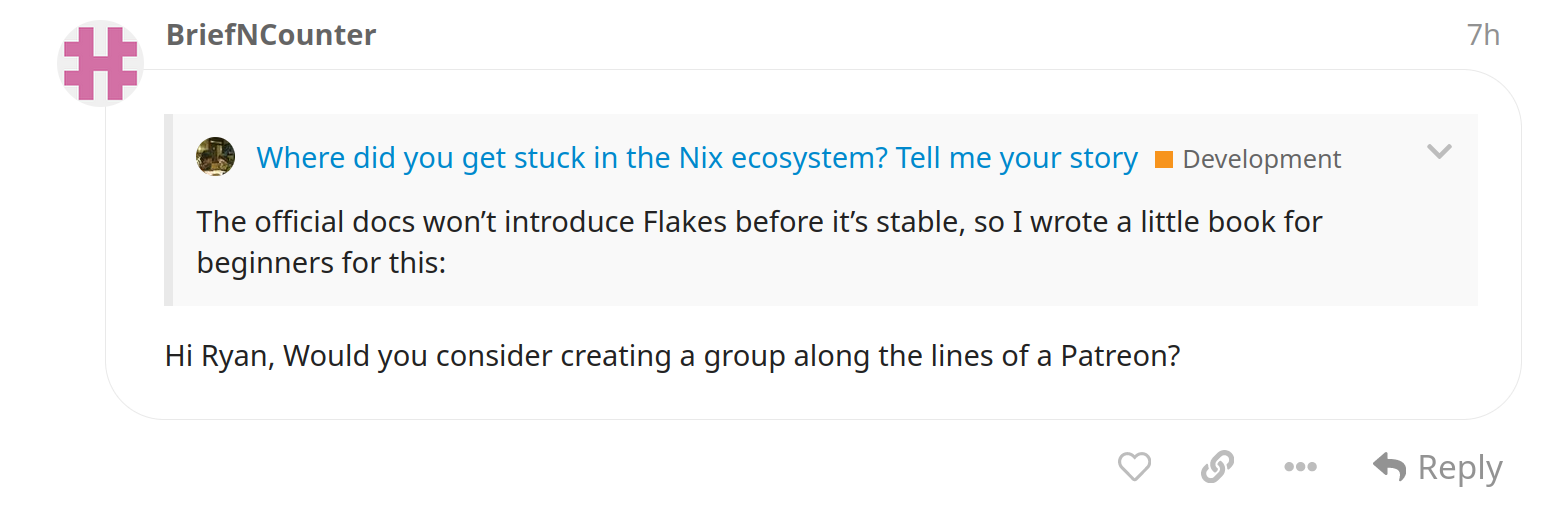 BriefNCounter 7h
Where did you get stuck in the Nix ecosystem? Tell me your story Development
The official docs won’t introduce Flakes before it’s stable, so I wrote a little book for
beginners for this:
Hi Ryan, Would you consider creating a group along the lines of a Patreon?
Reply